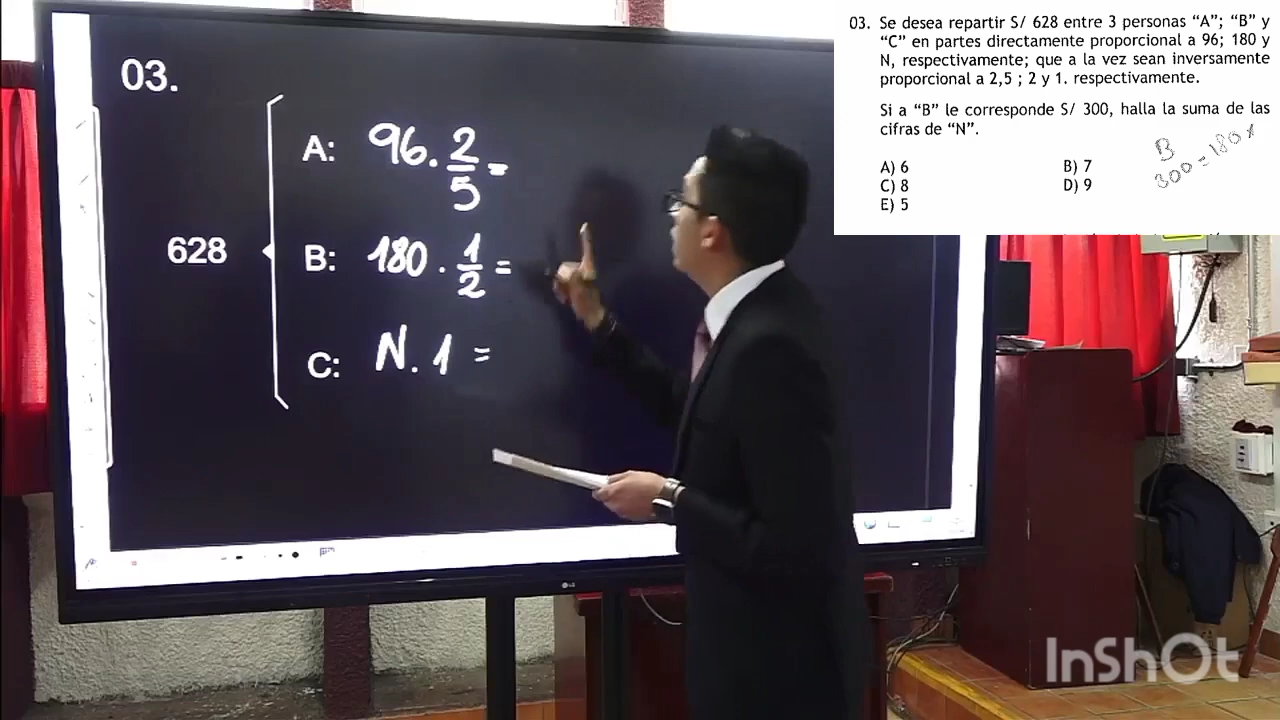 03. Se desea repartir S/ 628 entre 3 personas “A”; “B” y
“C” en partes directamente proporcional a 96; 180 y
N, respectivamente; que a la vez sean inversamente
proporcional a 2,5 ; 2 y 1. respectivamente.
Si a “B” le corresponde S/ 300, halla la suma de las
cifras de “N”.
A) 6
B) 7
C) 8
D) 9
E) 5
B
300 = 180x
03.
628
A: 96 . 2/5 =
B: 180 . 1/2 =
C: N . 1 =
LG
InShOt